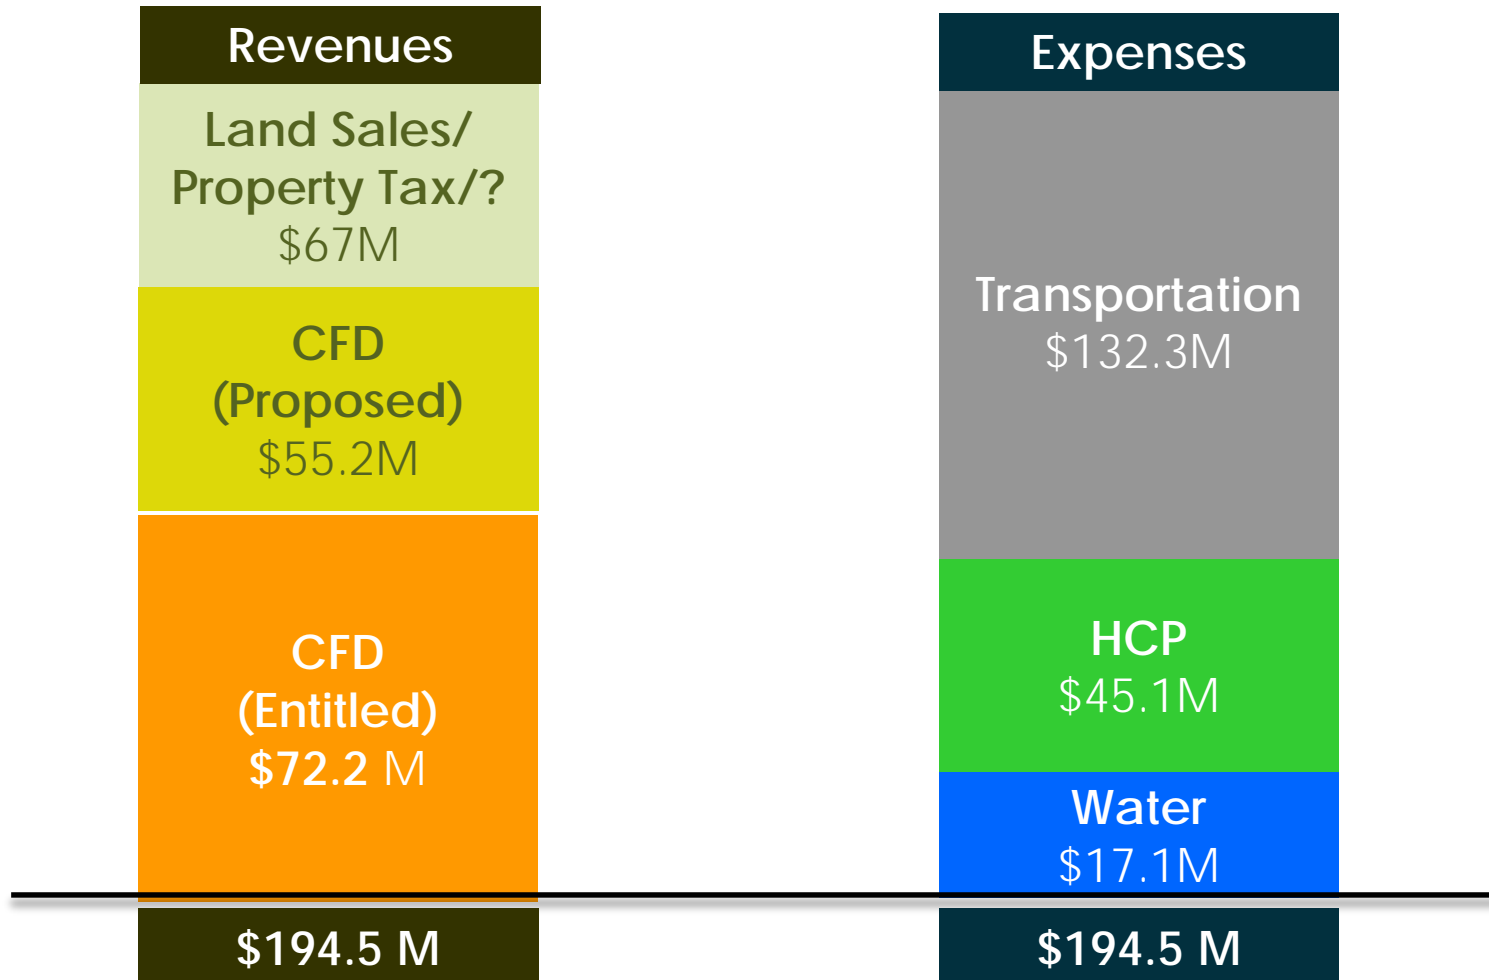 Revenues
Land Sales/
Property Tax/?
$67M
CFD
(Proposed)
$55.2M
CFD
(Entitled)
$72.2 M
$194.5 M
Expenses
Transportation
$132.3M
HCP
$45.1M
Water
$17.1M
$194.5 M